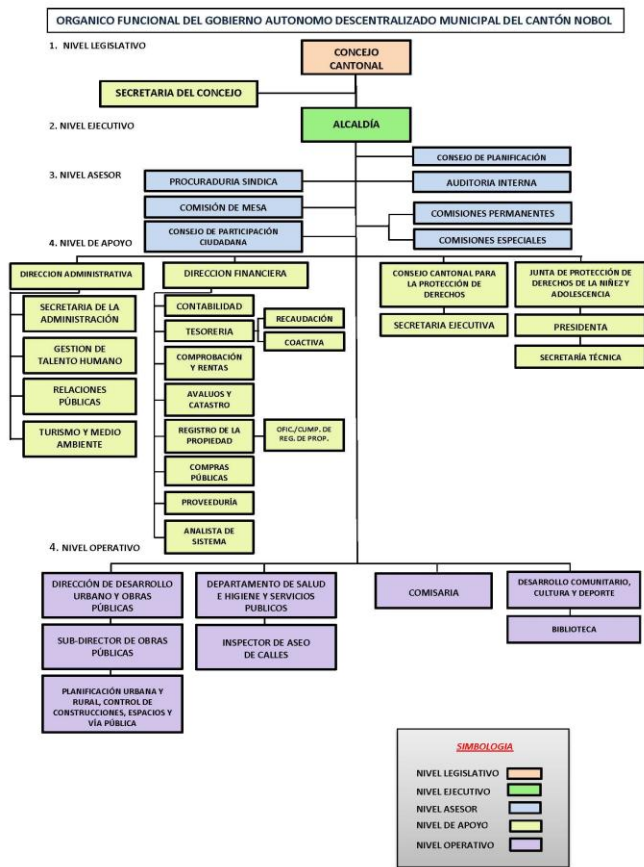 ORGANICO FUNCIONAL DEL GOBIERNO AUTONOMO DESCENTRALIZADO MUNICIPAL DEL CANTÓN NOBOL
1. NIVEL LEGISLATIVO
CONCEJO
CANTONAL
SECRETARIA DEL CONCEJO
2. NIVEL EJECUTIVO
ALCALDÍA
CONSEJO DE PLANIFICACIÓN
3. NIVEL ASESOR
PROCURADURIA SINDICA
AUDITORIA INTERNA
COMISIÓN DE MESA
COMISIONES PERMANENTES
CONSEJO DE PARTICIPACIÓN
CIUDADANA
COMISIONES ESPECIALES
4. NIVEL DE APOYO
DIRECCION ADMINISTRATIVA
SECRETARIA DE LA
ADMINISTRACIÓN
GESTION DE
TALENTO HUMANO
RELACIONES
PÚBLICAS
TURISMO Y MEDIO
AMBIENTE
DIRECCION FINANCIERA
CONTABILIDAD
TESORERIA
RECAUDACIÓN
COACTIVA
COMPROBACIÓN
Y RENTAS
AVALUOS Y
CATASTRO
REGISTRO DE LA
PROPIEDAD
OFIC./CUMP. DE
REG. DE PROP.
COMPRAS
PÚBLICAS
PROVEEDURÍA
ANALISTA DE
SISTEMA
CONSEJO CANTONAL PARA
LA PROTECCIÓN DE
DERECHOS
SECRETARIA EJECUTIVA
JUNTA DE PROTECCIÓN DE
DERECHOS DE LA NIÑEZ Y
ADOLESCENCIA
PRESIDENTA
SECRETARÍA TÉCNICA
4. NIVEL OPERATIVO
DIRECCIÓN DE DESARROLLO
URBANO Y OBRAS
PÚBLICAS
SUB-DIRECTOR DE OBRAS
PÚBLICAS
PLANIFICACIÓN URBANA Y
RURAL, CONTROL DE
CONSTRUCCIONES, ESPACIOS Y
VÍA PÚBLICA
DEPARTAMENTO DE SALUD
E HIGIENE Y SERVICIOS
PUBLICOS
INSPECTOR DE ASEO
DE CALLES
COMISARIA
DESARROLLO COMUNITARIO,
CULTURA Y DEPORTE
BIBLIOTECA
SIMBOLOGIA
NIVEL LEGISLATIVO
NIVEL EJECUTIVO
NIVEL ASESOR
NIVEL DE APOYO
NIVEL OPERATIVO